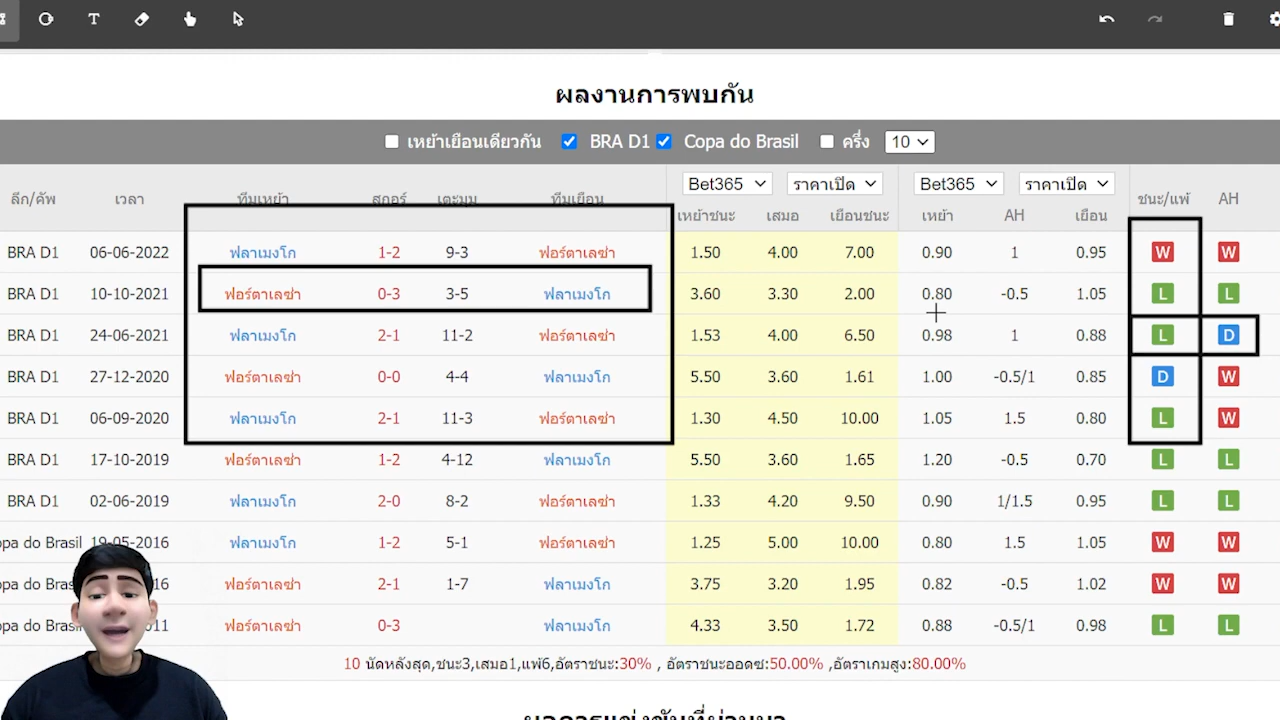 T
ผลงานการพบกัน
เหย้าเยือนเดียวกัน BRA D1 Copa do Brasil ครึ่ง 10
Bet365 ราคาเปิด Bet365 ราคาเปิด
ลีก/คัพ เวลา ทีมเหย้า สกอร์ เตะมุม ทีมเยือน เหย้าชนะ เสมอ เยือนชนะ เหย้า AH เยือน ชนะ/แพ้ AH
BRA D1 06-06-2022 ฟลาเมงโก 1-2 9-3 ฟอร์ตาเลซ่า 1.50 4.00 7.00 0.90 1 0.95 W W
BRA D1 10-10-2021 ฟอร์ตาเลซ่า 0-3 3-5 ฟลาเมงโก 3.60 3.30 2.00 0.80 -0.5 1.05 L L
BRA D1 24-06-2021 ฟลาเมงโก 2-1 11-2 ฟอร์ตาเลซ่า 1.53 4.00 6.50 0.98 1 0.88 L D
BRA D1 27-12-2020 ฟอร์ตาเลซ่า 0-0 4-4 ฟลาเมงโก 5.50 3.60 1.61 1.00 -0.5/1 0.85 D W
BRA D1 06-09-2020 ฟลาเมงโก 2-1 11-3 ฟอร์ตาเลซ่า 1.30 4.50 10.00 1.05 1.5 0.80 L W
BRA D1 17-10-2019 ฟอร์ตาเลซ่า 1-2 4-12 ฟลาเมงโก 5.50 3.60 1.65 1.20 -0.5 0.70 L L
BRA D1 02-06-2019 ฟลาเมงโก 2-0 8-2 ฟอร์ตาเลซ่า 1.33 4.20 9.50 0.90 1/1.5 0.95 L L
opa do Brasil 19-05-2016 ฟลาเมงโก 1-2 5-1 ฟอร์ตาเลซ่า 1.25 5.00 10.00 0.80 1.5 1.05 W W
opa do 16 ฟอร์ตาเลซ่า 2-1 1-7 ฟลาเมงโก 3.75 3.20 1.95 0.82 -0.5 1.02 W W
opa do 11 ฟอร์ตาเลซ่า 0-3 ฟลาเมงโก 4.33 3.50 1.72 0.88 -0.5/1 0.98 L L
10 นัดหลังสุด,ชนะ3,เสมอ1,แพ้6,อัตราชนะ:30% , อัตราชนะออดซ:50.00% ,อัตราเกมสูง:80.00%